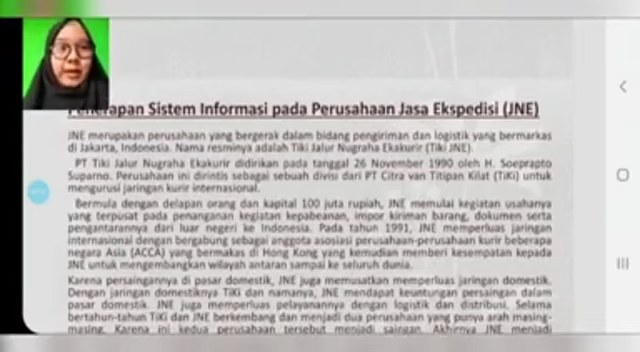 Penerapan Sistem Informasi pada Perusahaan Jasa Ekspedisi (JNE)
JNE merupakan perusahaan yang bergerak dalam bidang pengiriman dan logistik yang bermarkas
di Jakarta, Indonesia. Nama resminya adalah Tiki Jalur Nugraha Ekakurir (Tiki JNE).
PT Tiki Jalur Nugraha Ekakurir didirikan pada tanggal 26 November 1990 oleh H. Soeprapto
Suparno. Perusahaan ini dirintis sebagai sebuah divisi dari PT Citra van Titipan Kilat (TiKi) untuk
mengurusi jaringan kurir internasional.
Bermula dengan delapan orang dan kapital 100 juta rupiah, JNE memulai kegiatan usahanya
yang terpusat pada penanganan kegiatan kepabeanan, impor kiriman barang, dokumen serta
pengantarannya dari luar negeri ke Indonesia. Pada tahun 1991, JNE memperluas jaringan
internasional dengan bergabung sebagai anggota asosiasi perusahaan-perusahaan kurir beberapa
negara Asia (ACCA) yang bermakas di Hong Kong yang kemudian memberi kesempatan kepada
JNE untuk mengembangkan wilayah antaran sampai ke seluruh dunia.
Karena persaingannya di pasar domestik, JNE juga memusatkan memperluas jaringan domestik.
Dengan jaringan domestiknya TiKi dan namanya, JNE mendapat keuntungan persaingan dalam
pasar domestik. JNE juga memperluas pelayanannya dengan logistik dan distribusi. Selama
bertahun-tahun TiKi dan JNE berkembang dan menjadi dua perusahaan yang punya arah masing-
masing. Karena ini kedua perusahaan tersebut menjadi saingan. Akhirnya JNE menjadi